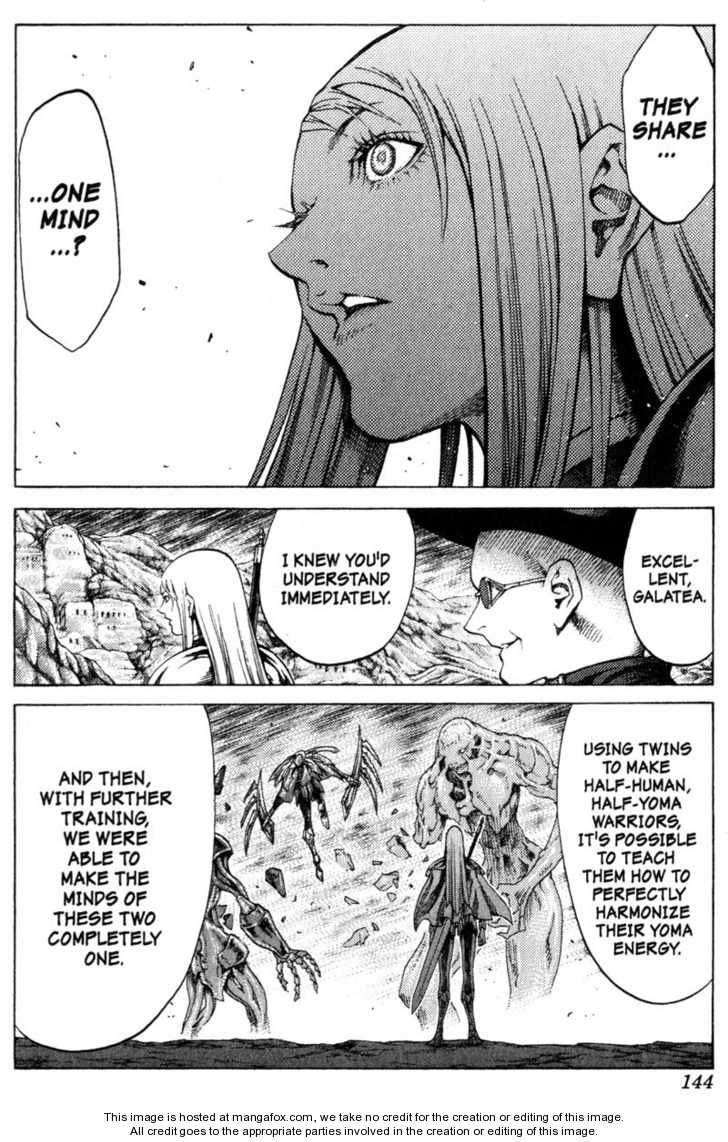 THEY
SHARE
...
...ONE
MIND
...?
EXCEL-
LENT,
GALATEA.
I KNEW YOU'D
UNDERSTAND
IMMEDIATELY.
USING TWINS
TO MAKE
HALF-HUMAN,
HALF-YOMA
WARRIORS,
IT'S POSSIBLE
TO TEACH
THEM HOW TO
PERFECTLY
HARMONIZE
THEIR YOMA
ENERGY.
AND THEN,
WITH FURTHER
TRAINING,
WE WERE
ABLE TO
MAKE THE
MINDS OF
THESE TWO
COMPLETELY
ONE.
144
This image is hosted at mangafox.com, we take no credit for the creation or editing of this image.
All credit goes to the appropriate parties involved in the creation or editing of this image.